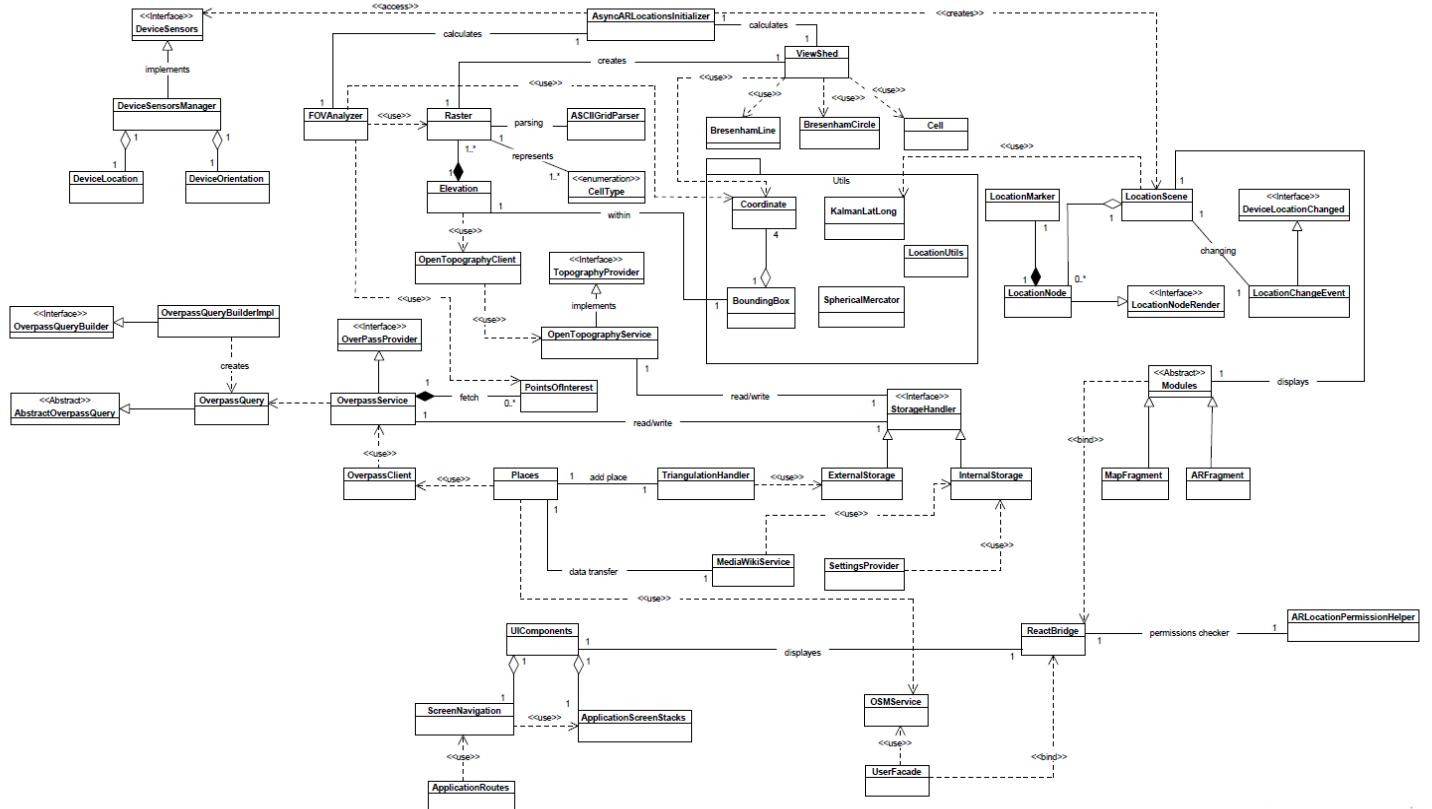 <<access>>
AsyncARLocationsInitializer
1
<<creates>>
<<Interface>>
DeviceSensors
calculates
1
calculates
1
ViewShed
implements
creates
1
<<use>>
<<use>>
<<use>>
<<use>>
DeviceSensorsManager
1
1
1
FOVAnalyzer
<<use>>
1
Raster
parsing
ASCIIGridParser
1
1..*
represents
1..*
BresenhamLine
BresenhamCircle
Cell
<<use>>
1
DeviceLocation
1
DeviceOrientation
1
Elevation
1
<<enumeration>>
CellType
within
Utils
Coordinate
4
KalmanLatLong
LocationUtils
1
BoundingBox
1
SphericalMercator
LocationMarker
1
1
LocationNode
0..*
1
LocationScene
1
1
changing
<<Interface>>
DeviceLocationChanged
1
LocationChangeEvent
<<Interface>>
LocationNodeRender
<<use>>
OpenTopographyClient
<<Interface>>
TopographyProvider
implements
<<use>>
<<use>>
OpenTopographyService
1
<<Interface>>
OverpassQueryBuilder
OverpassQueryBuilderImpl
creates
<<Interface>>
OverPassProvider
<<Abstract>>
AbstractOverpassQuery
OverpassQuery
OverpassService
1
fetch
0..*
PointsOfInterest
1
read/write
read/write
1
<<Interface>>
StorageHandler
1
<<Abstract>>
Modules
1
displays
<<bind>>
<<use>>
OverpassClient
<<use>>
Places
1
add place
1
TriangulationHandler
<<use>>
ExternalStorage
InternalStorage
MapFragment
ARFragment
1
<<use>>
<<use>>
data transfer
MediaWikiService
1
SettingsProvider
<<use>>
UIComponents
1
1
1
displayes
ReactBridge
1
1
permissions checker
1
ARLocationPermissionHelper
1
1
ScreenNavigation
<<use>>
ApplicationScreenStacks
OSMService
<<use>>
<<use>>
<<bind>>
UserFacade
ApplicationRoutes